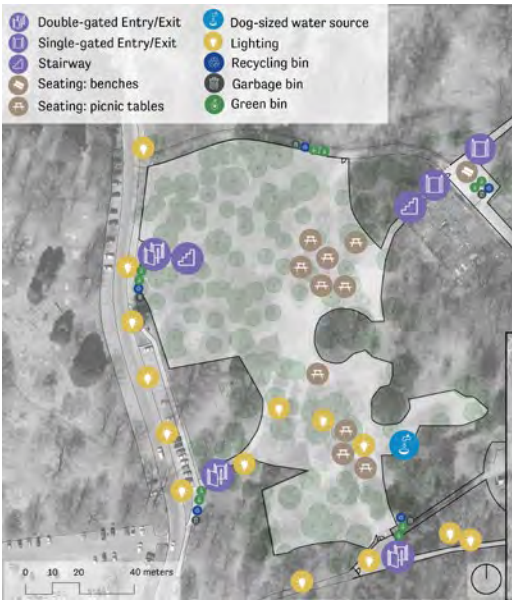 Double-gated Entry/Exit
Single-gated Entry/Exit
Stairway
Seating: benches
Seating: picnic tables
Dog-sized water source
Lighting
Recycling bin
Garbage bin
Green bin
0 10 20 40 meters